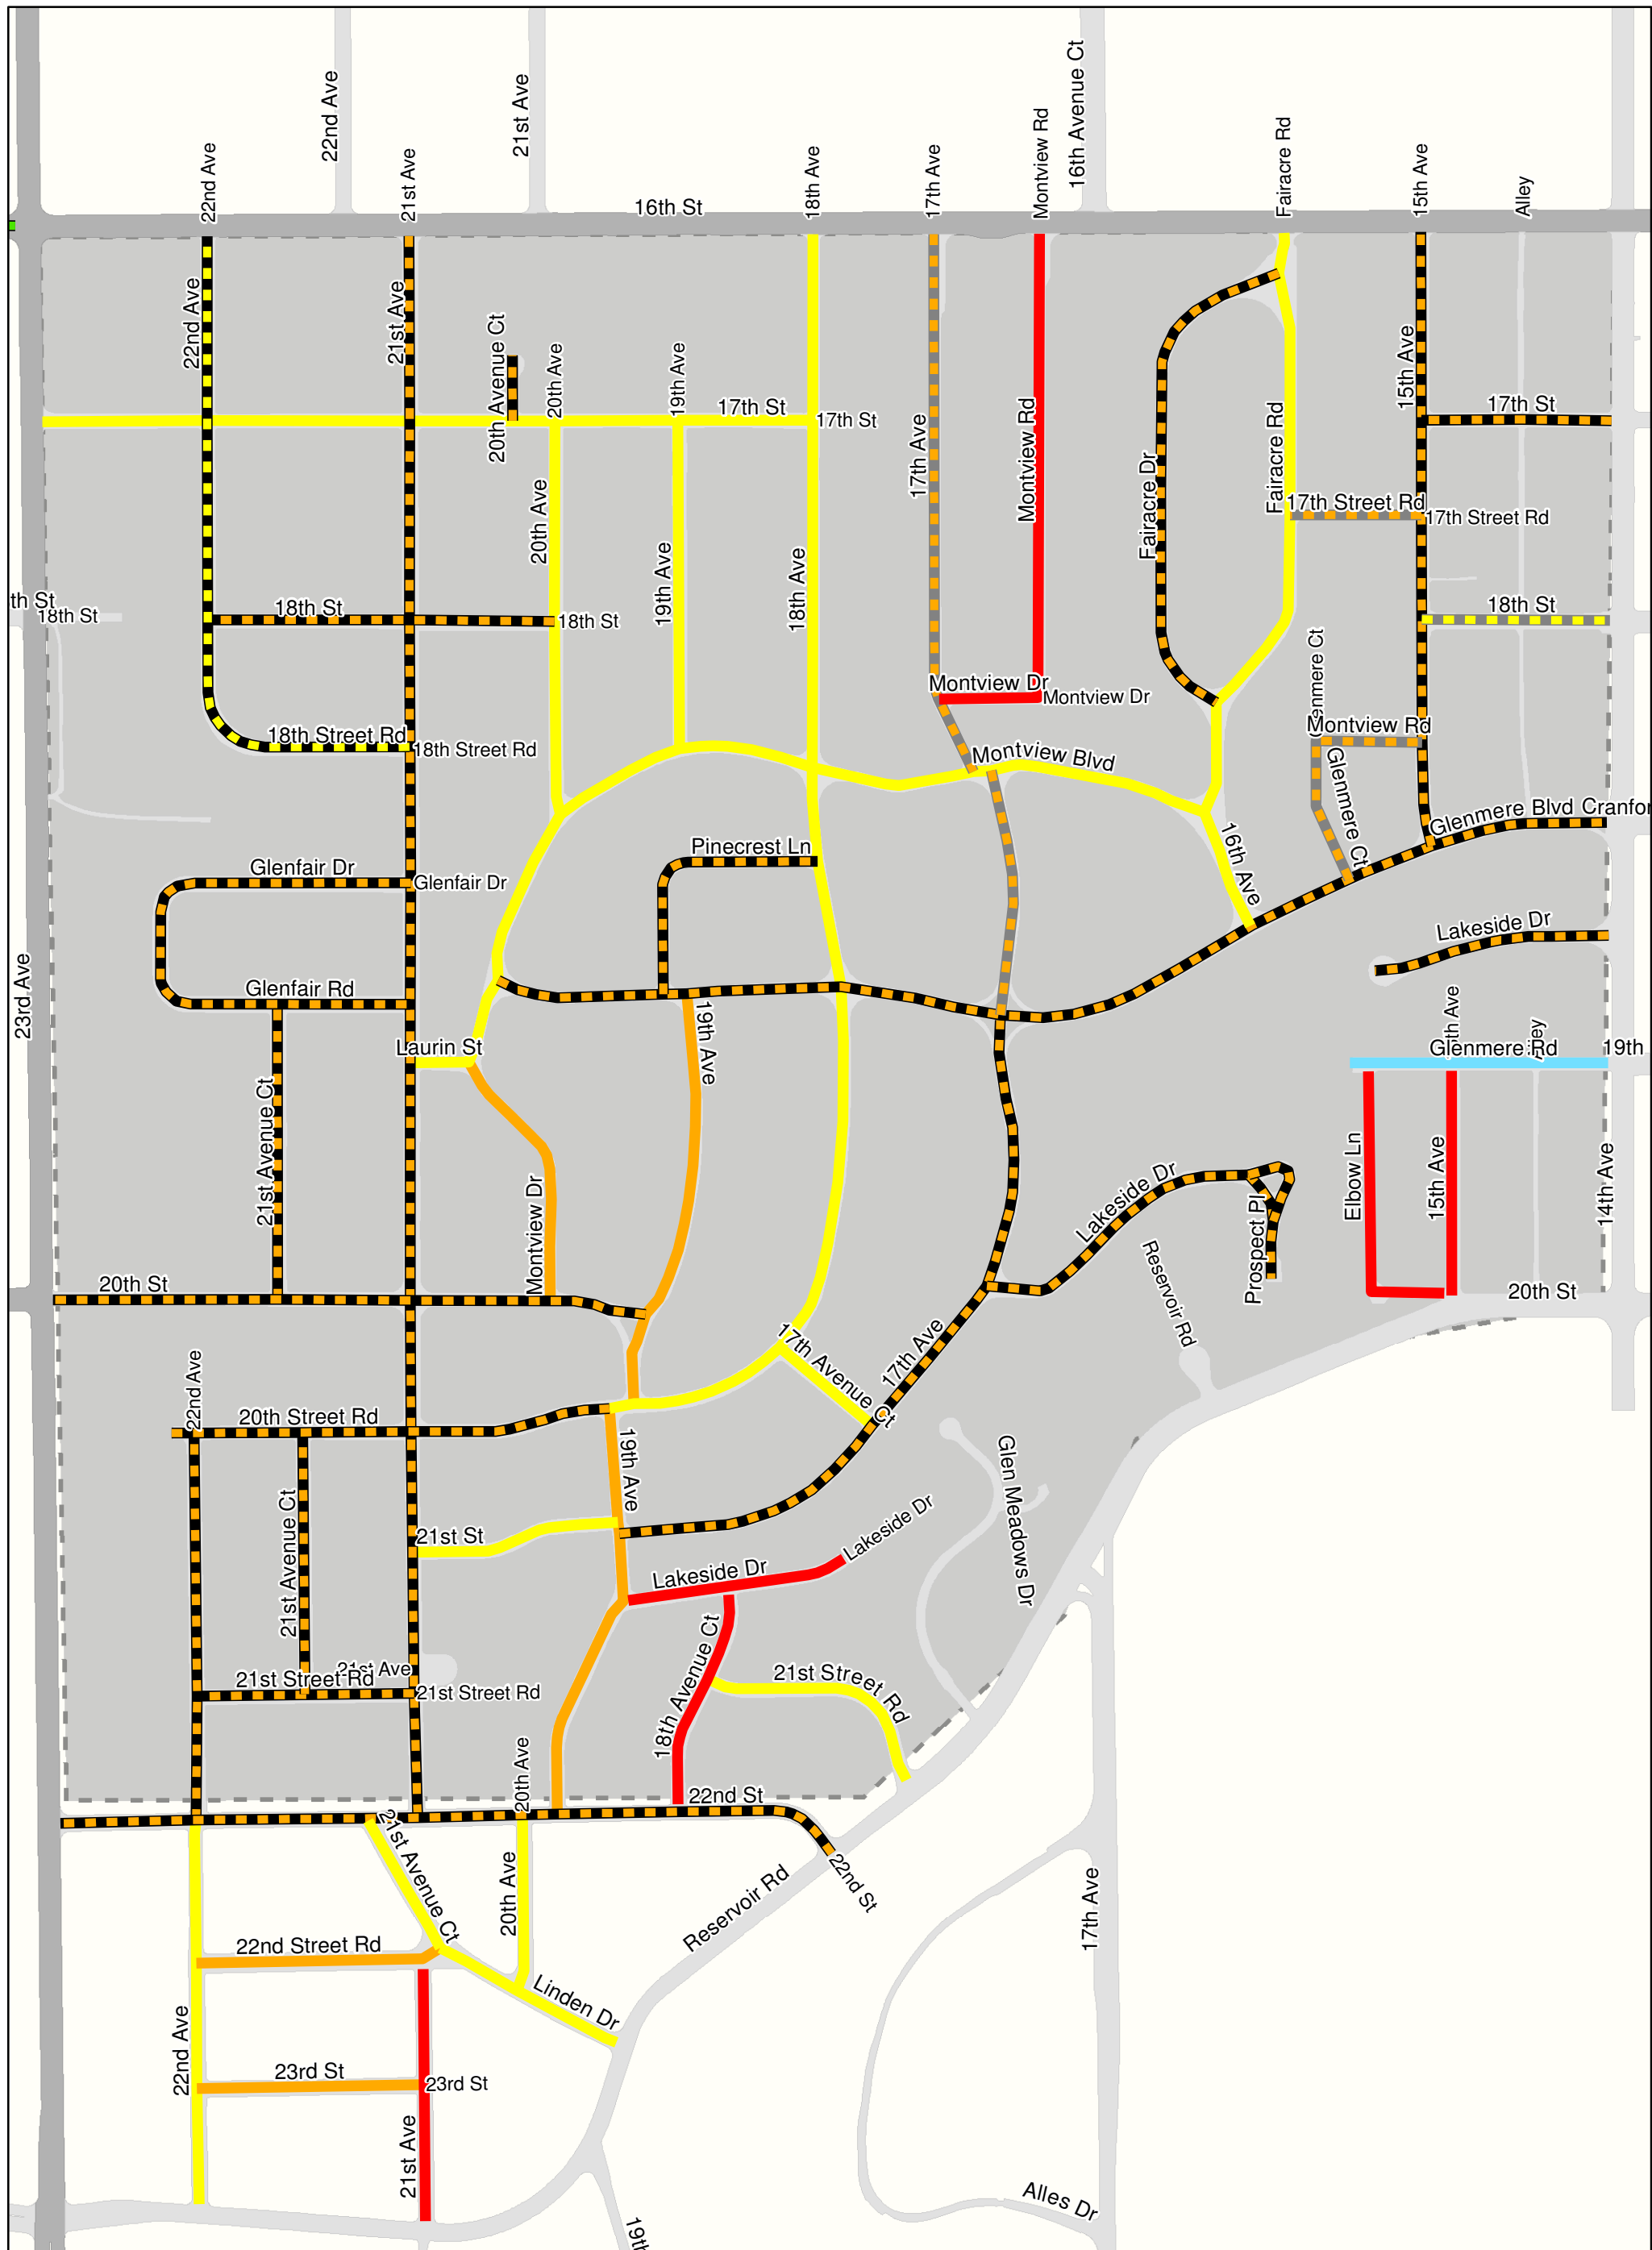 16th Avenue Ct
22nd Ave
21st Ave
22nd Ave
21st Ave
16th St
18th Ave
17th Ave
Montview Rd
Fairacre Rd
15th Ave
Alley
22nd Ave
21st Ave
20th Avenue Ct
20th Ave
19th Ave
17th St
17th St
15th Ave
17th St
17th Ave
Montview Rd
Fairacre Dr
Fairacre Rd
17th Street Rd
17th Street Rd
20th Ave
19th Ave
18th Ave
th St
18th St
18th St
18th St
18th St
Montview Dr
Montview Dr
Montview Rd
18th Street Rd
18th Street Rd
Montview Blvd
Glenmere Ct
Glenmere Blvd
Pinecrest Ln
16th Ave
Glenfair Dr
Glenfair Dr
Lakeside Dr
23rd Ave
Glenfair Rd
Laurin St
19th Ave
Glenmere Rd
19th
21st Avenue Ct
Montview Dr
Lakeside Dr
Elbow Ln
15th Ave
14th Ave
Prospect Pl
Reservoir Rd
20th St
20th St
17th Avenue Ct
17th Ave
22nd Ave
20th Street Rd
19th Ave
Glen Meadows Dr
21st Avenue Ct
21st St
Lakeside Dr
Lakeside Dr
21st Ave
21st Street Rd
21st Street Rd
18th Avenue Ct
21st Street Rd
20th Ave
22nd St
21st Avenue Ct
20th Ave
22nd St
Reservoir Rd
17th Ave
22nd Street Rd
Linden Dr
22nd Ave
23rd St
23rd St
21st Ave
Alles Dr
19th